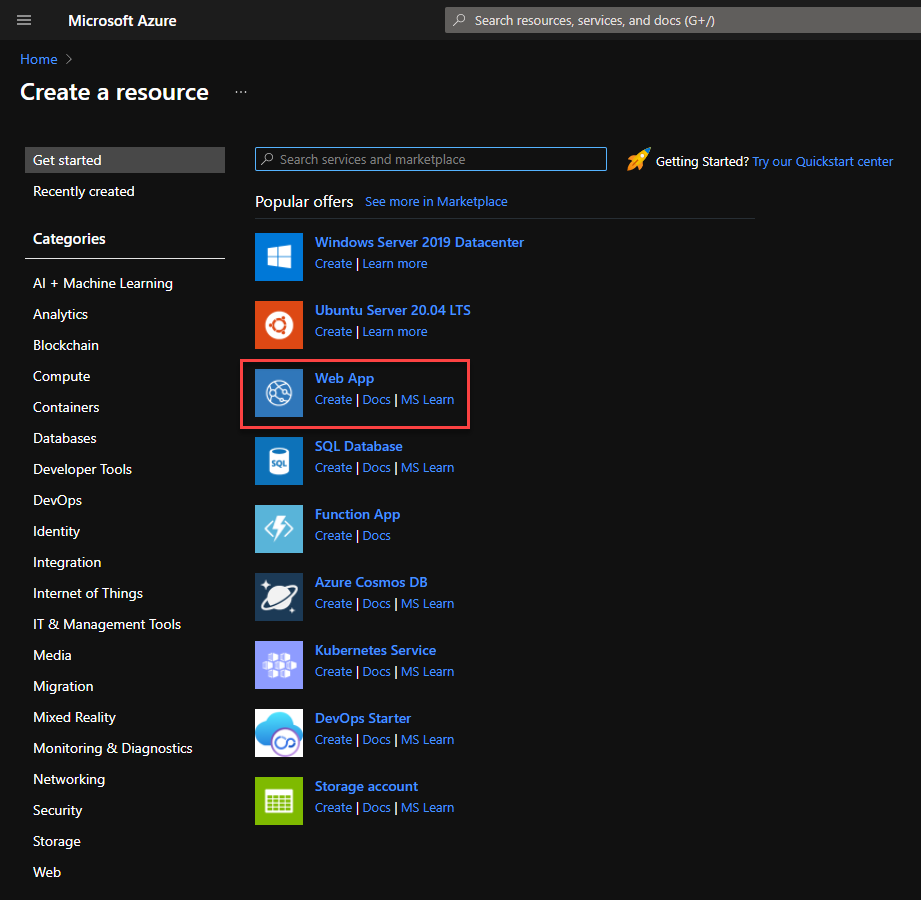 Microsoft Azure
Search resources, services, and docs (G+/)
Home
Create a resource
...
Get started
Recently created
Categories
AI + Machine Learning
Analytics
Blockchain
Compute
Containers
Databases
Developer Tools
DevOps
Identity
Integration
Internet of Things
IT & Management Tools
Media
Migration
Mixed Reality
Monitoring & Diagnostics
Networking
Security
Storage
Web
Search services and marketplace
Getting Started? Try our Quickstart center
Popular offers See more in Marketplace
Windows Server 2019 Datacenter
Create | Learn more
Ubuntu Server 20.04 LTS
Create | Learn more
Web App
Create | Docs | MS Learn
SQL
SQL Database
Create | Docs | MS Learn
Function App
Create | Docs
Azure Cosmos DB
Create | Docs | MS Learn
Kubernetes Service
Create | Docs | MS Learn
DevOps Starter
Create | Docs | MS Learn
Storage account
Create | Docs | MS Learn